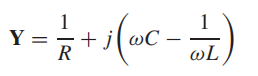 Y = 1/R + j(ωC − 1/ωL)